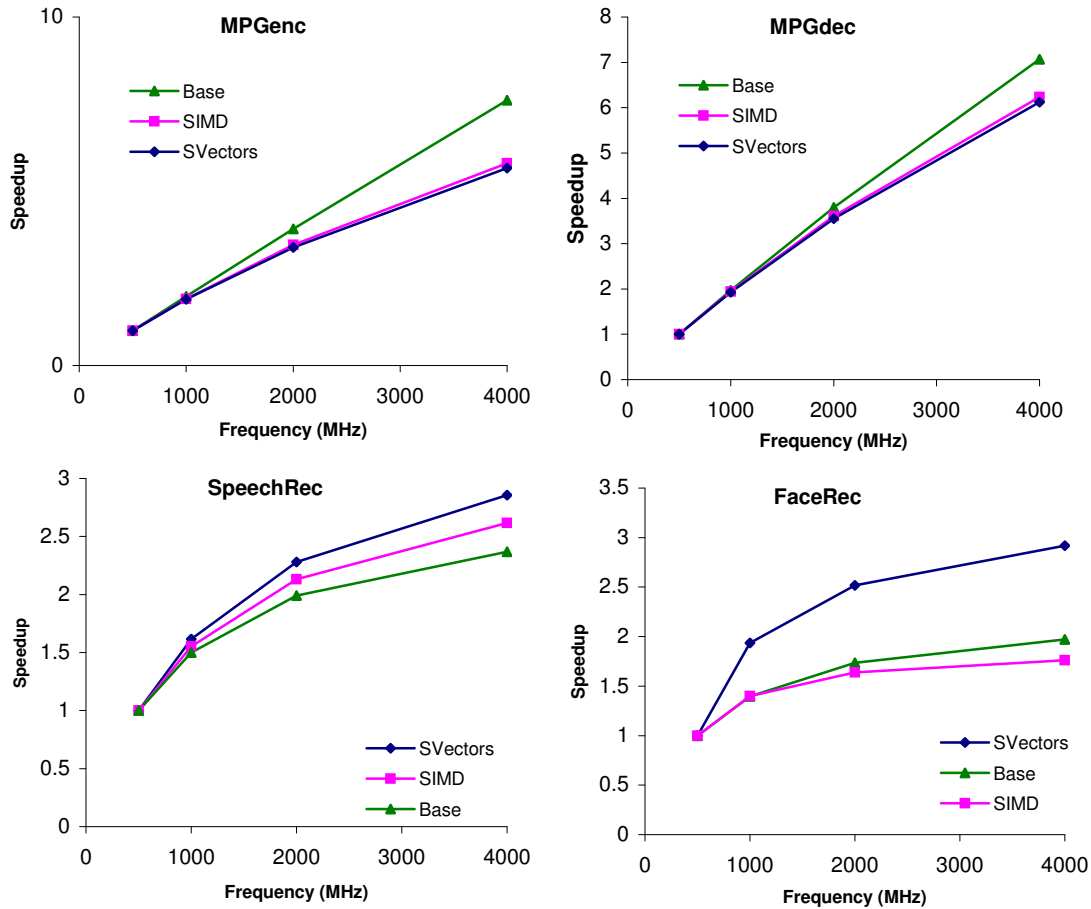 MPGenc
10
Base
SIMD
SVectors
Speedup
0
0 1000 2000 3000 4000
Frequency (MHz)
MPGdec
8
7
6
5
4
3
2
1
0
Base
SIMD
SVectors
Speedup
0 1000 2000 3000 4000
Frequency (MHz)
SpeechRec
3
2.5
2
1.5
1
0.5
0
Speedup
SVectors
SIMD
Base
0 1000 2000 3000 4000
Frequency (MHz)
FaceRec
3.5
3
2.5
2
1.5
1
0.5
0
Speedup
SVectors
Base
SIMD
0 1000 2000 3000 4000
Frequency (MHz)